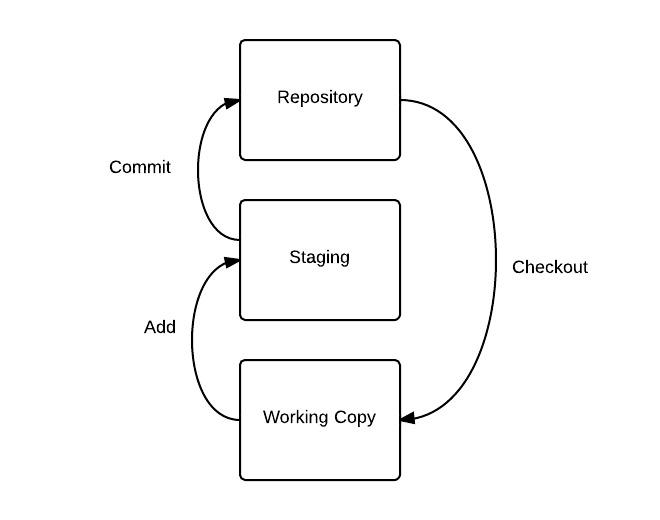 Repository
Commit
Staging
Checkout
Add
Working Copy